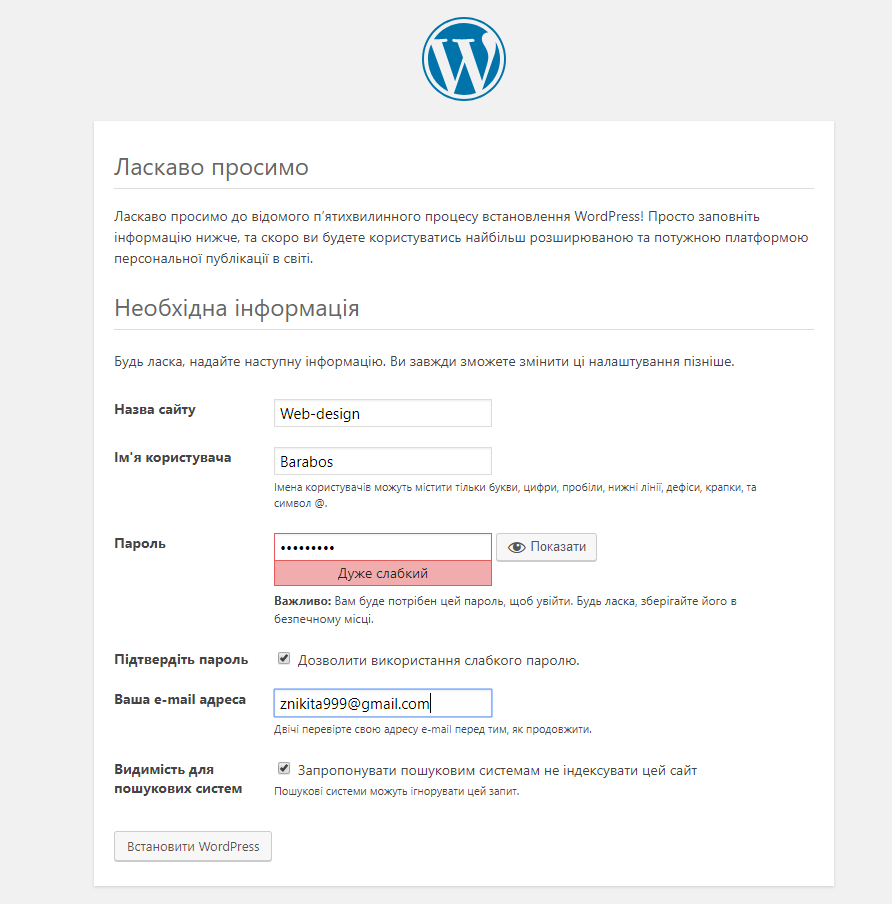 Ласкаво просимо
Ласкаво просимо до відомого п’ятихвилинного процесу встановлення WordPress! Просто заповніть
інформацію нижче, та скоро ви будете користуватись найбільш розширюваною та потужною платформою
персональної публікації в світі.
Необхідна інформація
Будь ласка, надайте наступну інформацію. Ви завжди зможете змінити ці налаштування пізніше.
Назва сайту
Web-design
Ім'я користувача
Barabos
Імена користувачів можуть містити тільки букви, цифри, пробіли, нижні лінії, дефіси, крапки, та
символ @.
Пароль
•••••••••
Показати
Дуже слабкий
Важливо: Вам буде потрібен цей пароль, щоб увійти. Будь ласка, зберігайте його в
безпечному місці.
Підтвердіть пароль
Дозволити використання слабкого паролю.
Ваша e-mail адреса
znikita999@gmail.com
Двічі перевірте свою адресу e-mail перед тим, як продовжити.
Видимість для
пошукових систем
Запропонувати пошуковим системам не індексувати цей сайт
Пошукові системи можуть ігнорувати цей запит.
Встановити WordPress